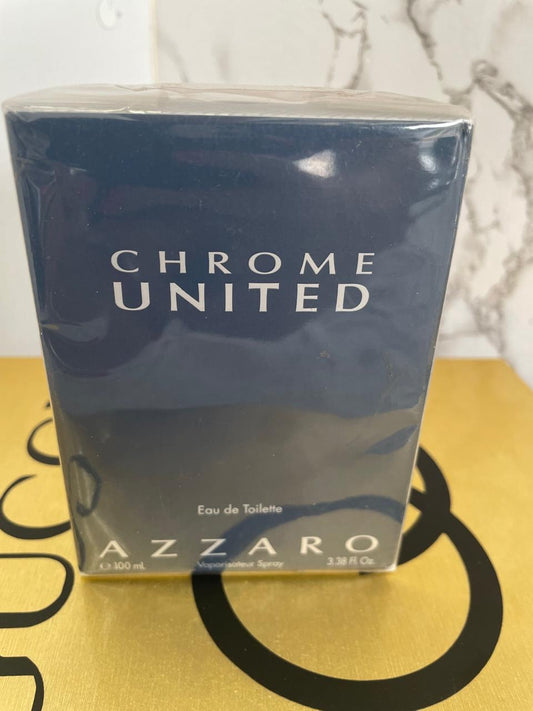 CHROME
UNITED
Eau de Toilette
AZZARO
℮ 100 mL Vaporisateur Spray 3.38 Fl. Oz.